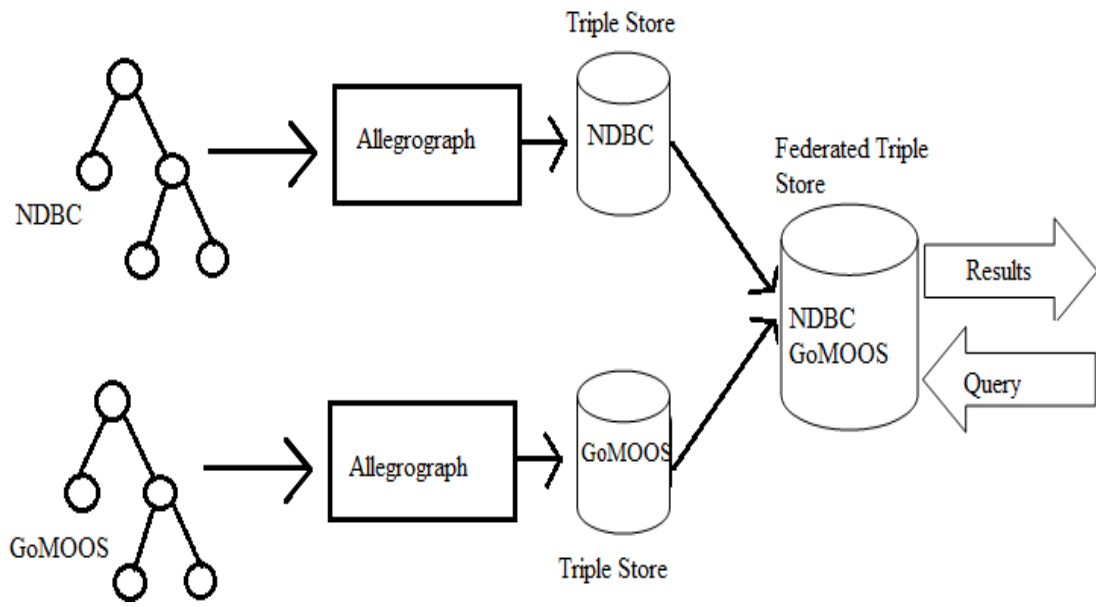 Triple Store
NDBC
Allegrograph
NDBC
Federated Triple
Store
Results
NDBC
GoMOOS
Query
GoMOOS
Allegrograph
GoMOOS
Triple Store